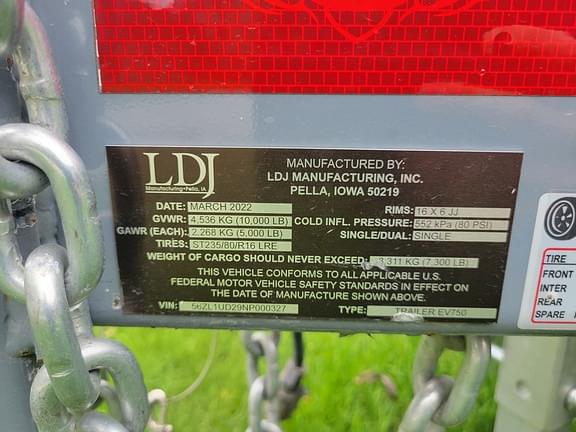 LDJ
Manufacturing • Pella, IA
MANUFACTURED BY:
LDJ MANUFACTURING, INC.
PELLA, IOWA 50219
DATE: MARCH 2022
RIMS: 16 X 6 JJ
GVWR: 4,536 KG (10,000 LB)
COLD INFL. PRESSURE: 552 kPa (80 PSI)
GAWR (EACH): 2,268 KG (5,000 LB)
SINGLE/DUAL: SINGLE
TIRES: ST235/80/R16 LRE
WEIGHT OF CARGO SHOULD NEVER EXCEED: 3,311 KG (7,300 LB)
THIS VEHICLE CONFORMS TO ALL APPLICABLE U.S.
FEDERAL MOTOR VEHICLE SAFETY STANDARDS IN EFFECT ON
THE DATE OF MANUFACTURE SHOWN ABOVE.
VIN: 56ZL1UD29NP000327
TYPE: TRAILER EV750
TIRE
FRONT
INTER
REAR
SPARE